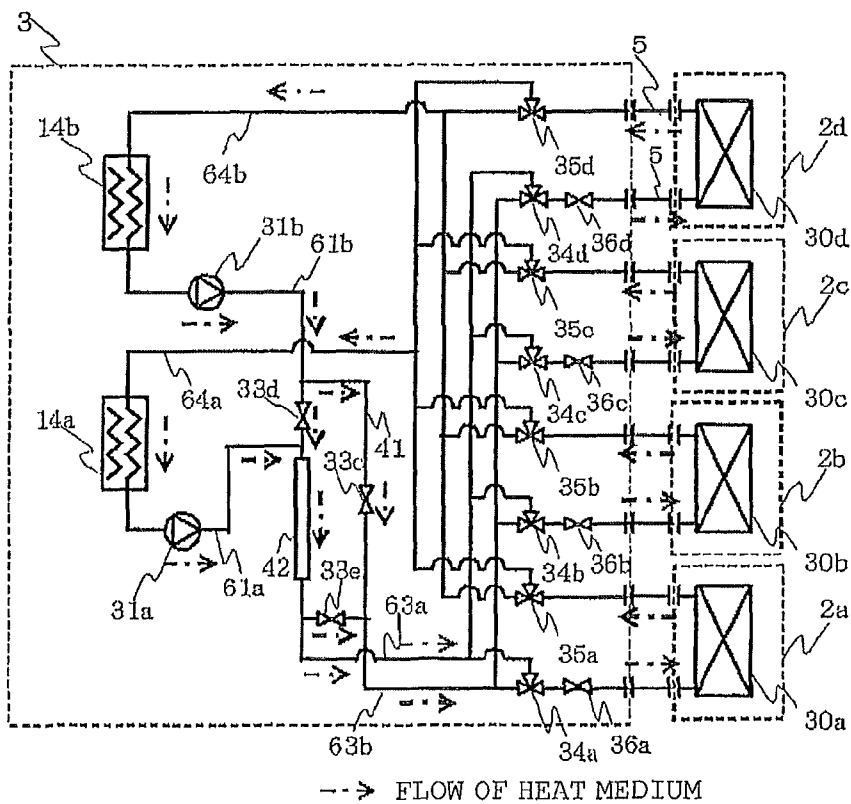 3
5
14b
64b
35d
2d
5
31b
61b
34d
36d
30d
2c
35c
64a
33d
14a
34c
36c
30c
41
33c
2b
35b
42
34b
36b
30b
31a
61a
33e
63a
2a
35a
63b
34a
36a
30a
FLOW OF HEAT MEDIUM